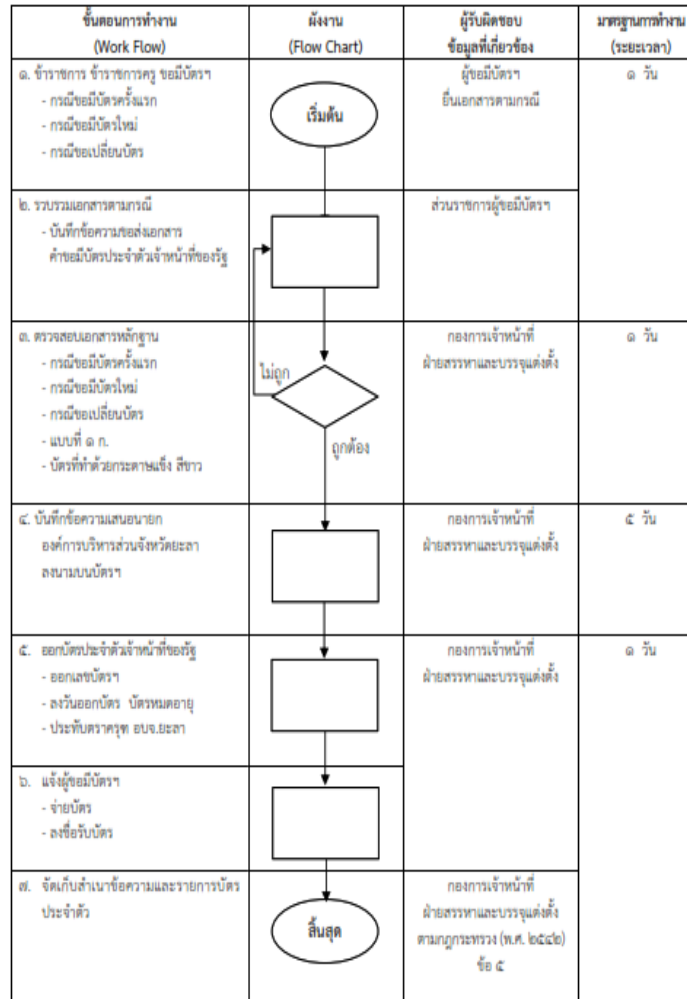 ขั้นตอนการทำงาน
(Work Flow)
ผังงาน
(Flow Chart)
ผู้รับผิดชอบ
ข้อมูลที่เกี่ยวข้อง
มาตรฐานการทำงาน
(ระยะเวลา)
๑. ข้าราชการ ข้าราชการครู ขอมีบัตรฯ
- กรณีขอมีบัตรครั้งแรก
- กรณีขอมีบัตรใหม่
- กรณีขอเปลี่ยนบัตร
เริ่มต้น
ผู้ขอมีบัตรฯ
ยื่นเอกสารตามกรณี
๑ วัน
๒. รวบรวมเอกสารตามกรณี
- บันทึกข้อความขอส่งเอกสาร
คำขอมีบัตรประจำตัวเจ้าหน้าที่ของรัฐ
ส่วนราชการผู้ขอมีบัตรฯ
๓. ตรวจสอบเอกสารหลักฐาน
- กรณีขอมีบัตรครั้งแรก
- กรณีขอมีบัตรใหม่
- กรณีขอเปลี่ยนบัตร
- แบบที่ ๑ ก.
- บัตรที่ทำด้วยกระดาษแข็ง สีขาว
ไม่ถูก
ถูกต้อง
กองการเจ้าหน้าที่
ฝ่ายสรรหาและบรรจุแต่งตั้ง
๑ วัน
๔. บันทึกข้อความเสนอนายก
องค์การบริหารส่วนจังหวัดยะลา
ลงนามบนบัตรฯ
กองการเจ้าหน้าที่
ฝ่ายสรรหาและบรรจุแต่งตั้ง
๕ วัน
๕. ออกบัตรประจำตัวเจ้าหน้าที่ของรัฐ
- ออกเลขบัตรฯ
- ลงวันออกบัตร บัตรหมดอายุ
- ประทับตราครุฑ อบจ.ยะลา
กองการเจ้าหน้าที่
ฝ่ายสรรหาและบรรจุแต่งตั้ง
๑ วัน
๖. แจ้งผู้ขอมีบัตรฯ
- จ่ายบัตร
- ลงชื่อรับบัตร
๗. จัดเก็บสำเนาข้อความและรายการบัตร
ประจำตัว
สิ้นสุด
กองการเจ้าหน้าที่
ฝ่ายสรรหาและบรรจุแต่งตั้ง
ตามกฎกระทรวง (พ.ศ. ๒๕๔๒)
ข้อ ๕